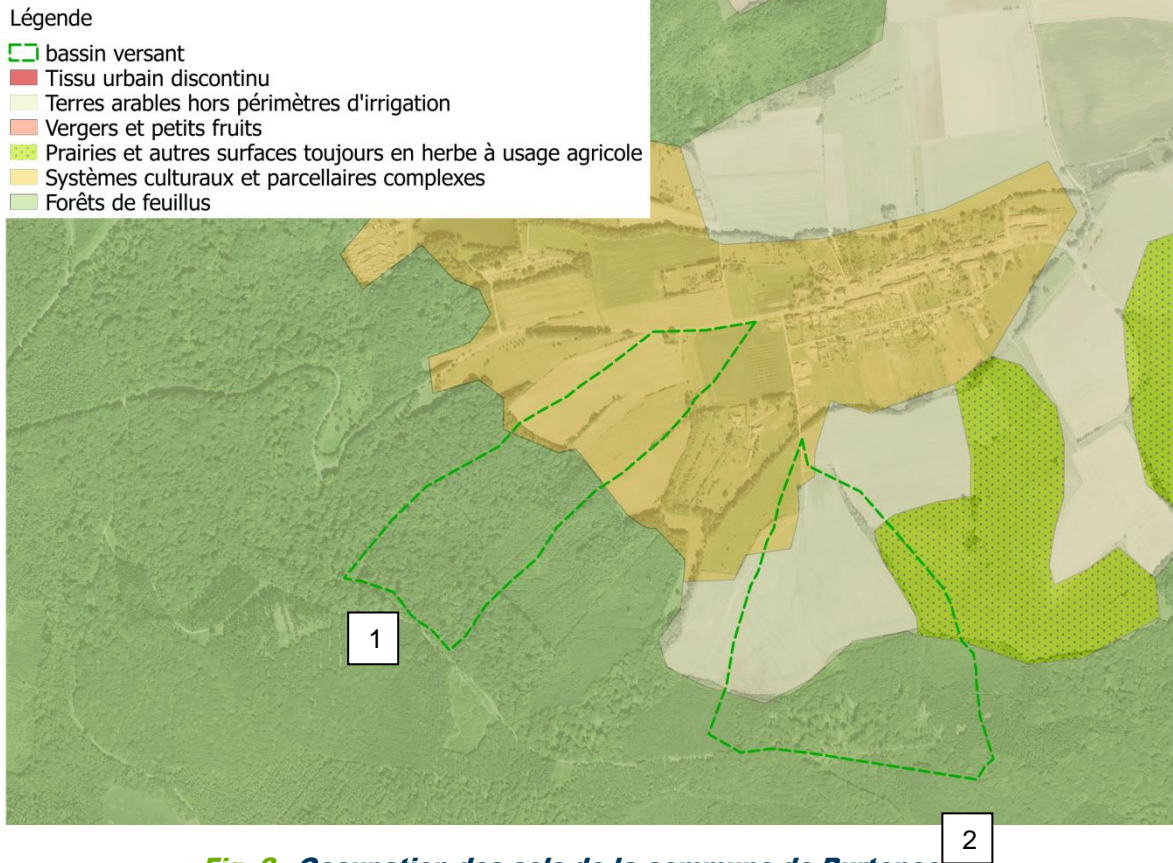 Légende
bassin versant
Tissu urbain discontinu
Terres arables hors périmètres d'irrigation
Vergers et petits fruits
Prairies et autres surfaces toujours en herbe à usage agricole
Systèmes culturaux et parcellaires complexes
Forêts de feuillus
1
2
Occupation des sols de la commune de